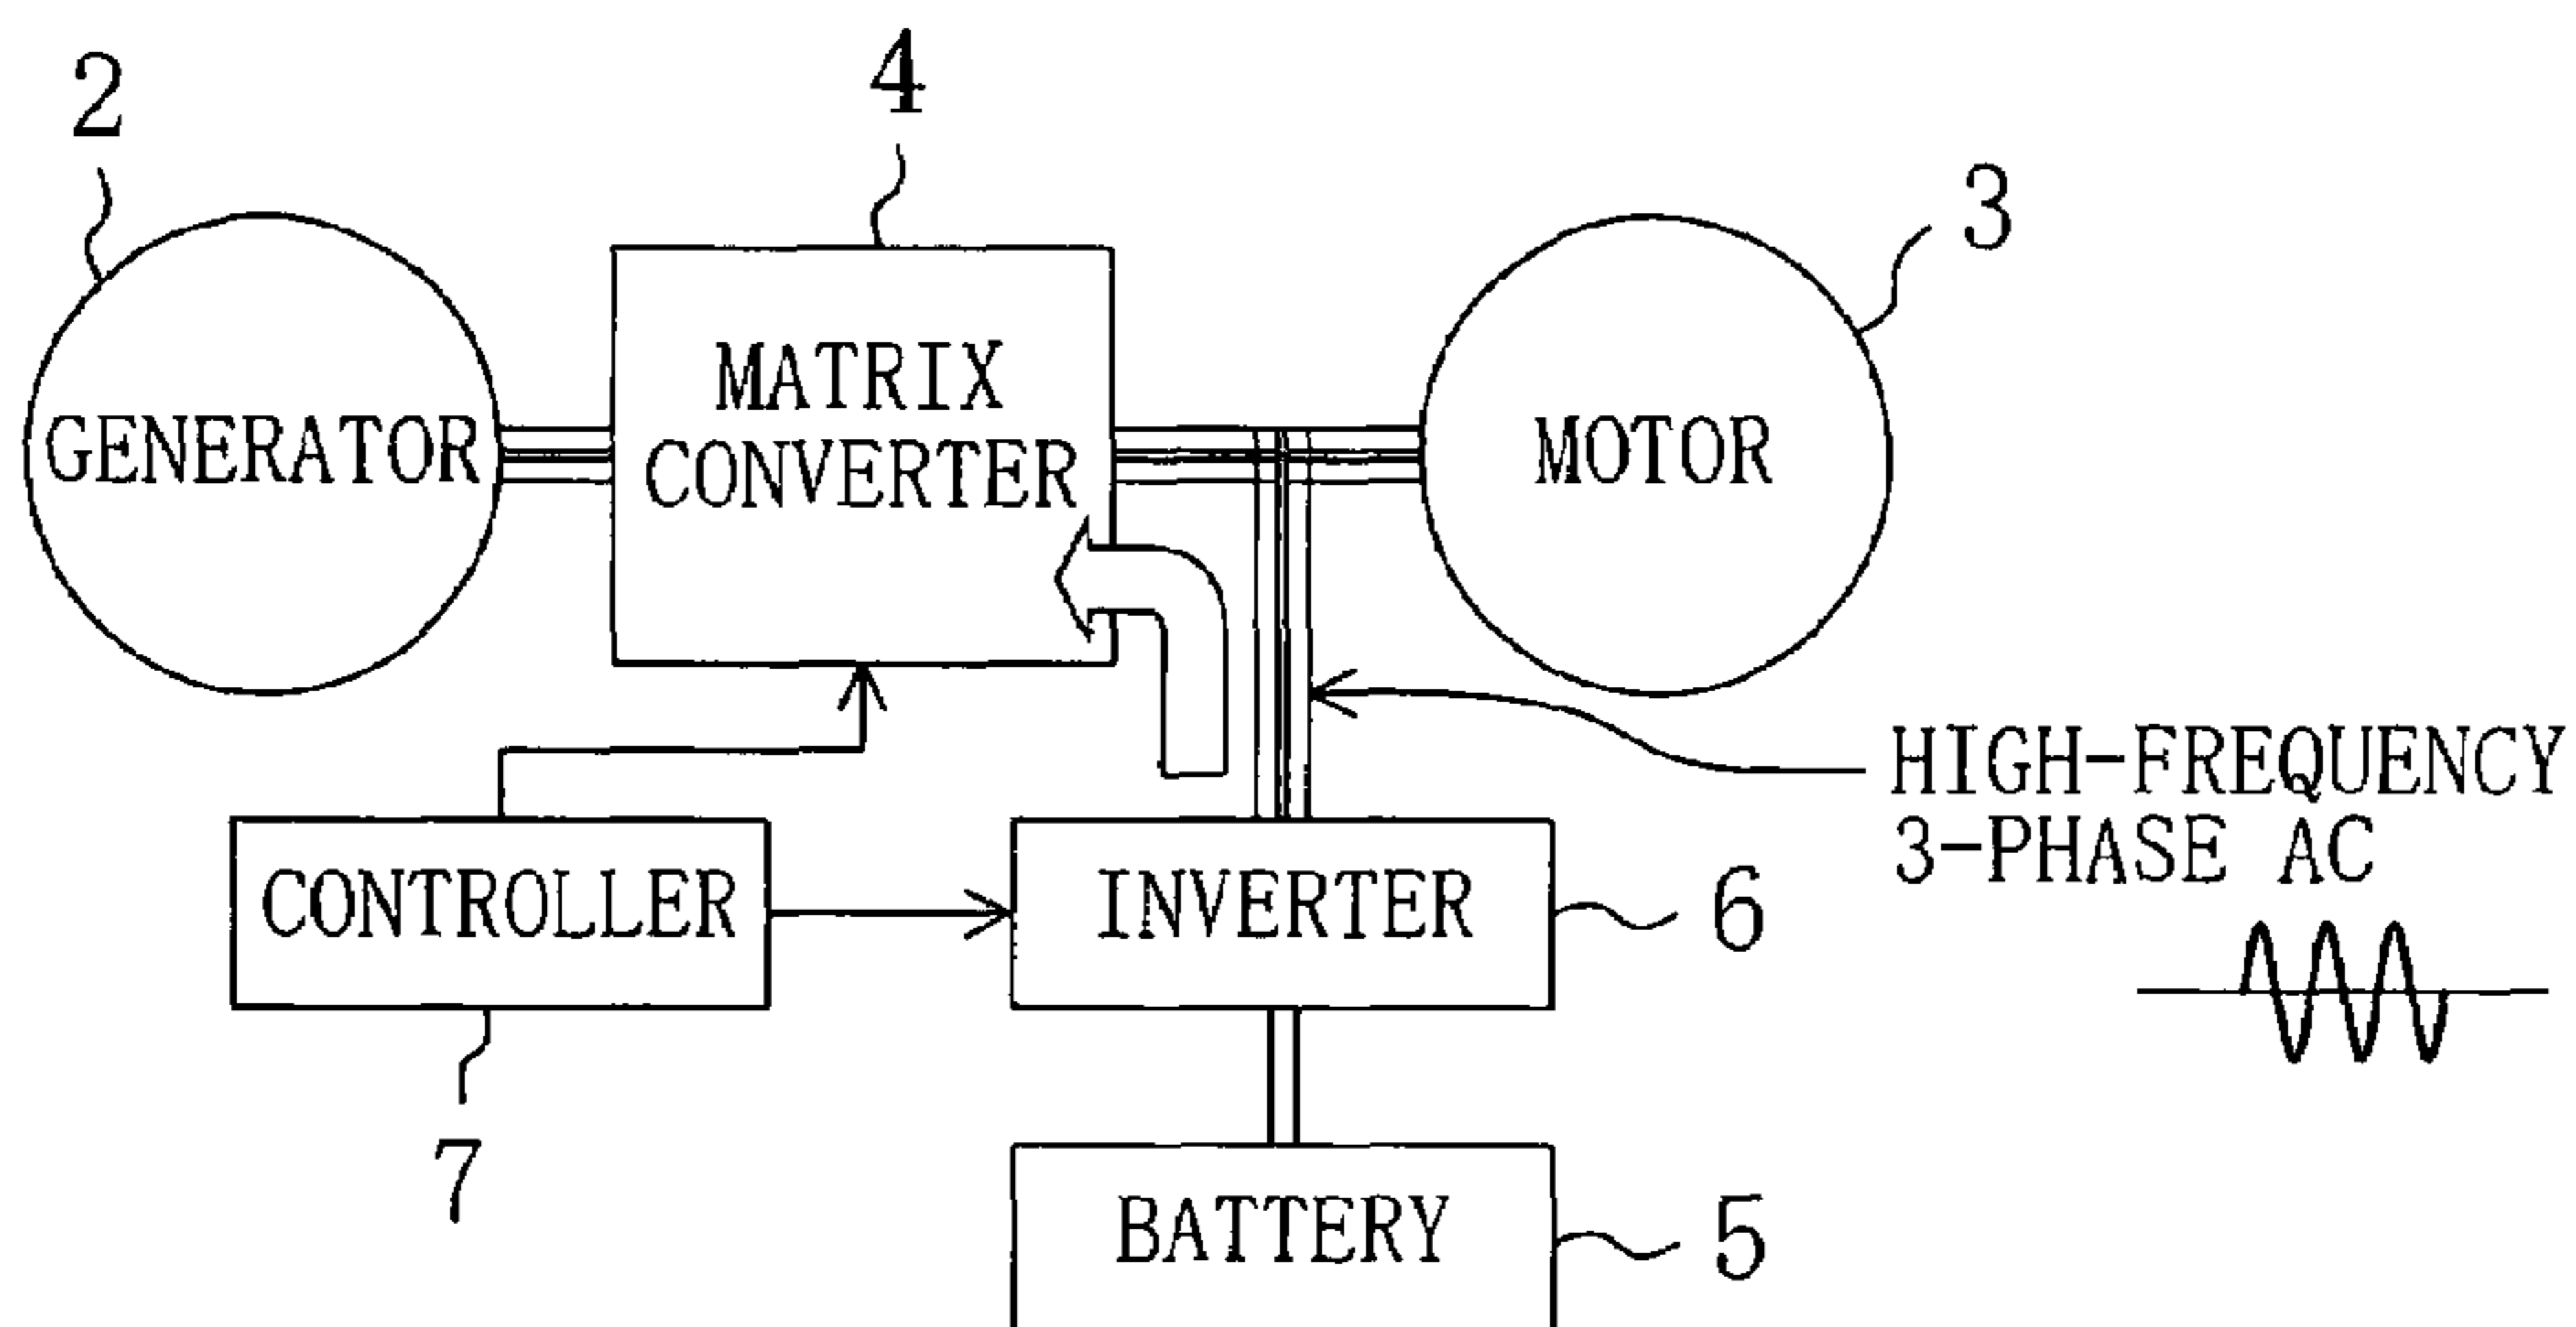 2
4
3
GENERATOR
MATRIX
CONVERTER
MOTOR
HIGH-FREQUENCY
3-PHASE AC
CONTROLLER
INVERTER
6
7
BATTERY
5